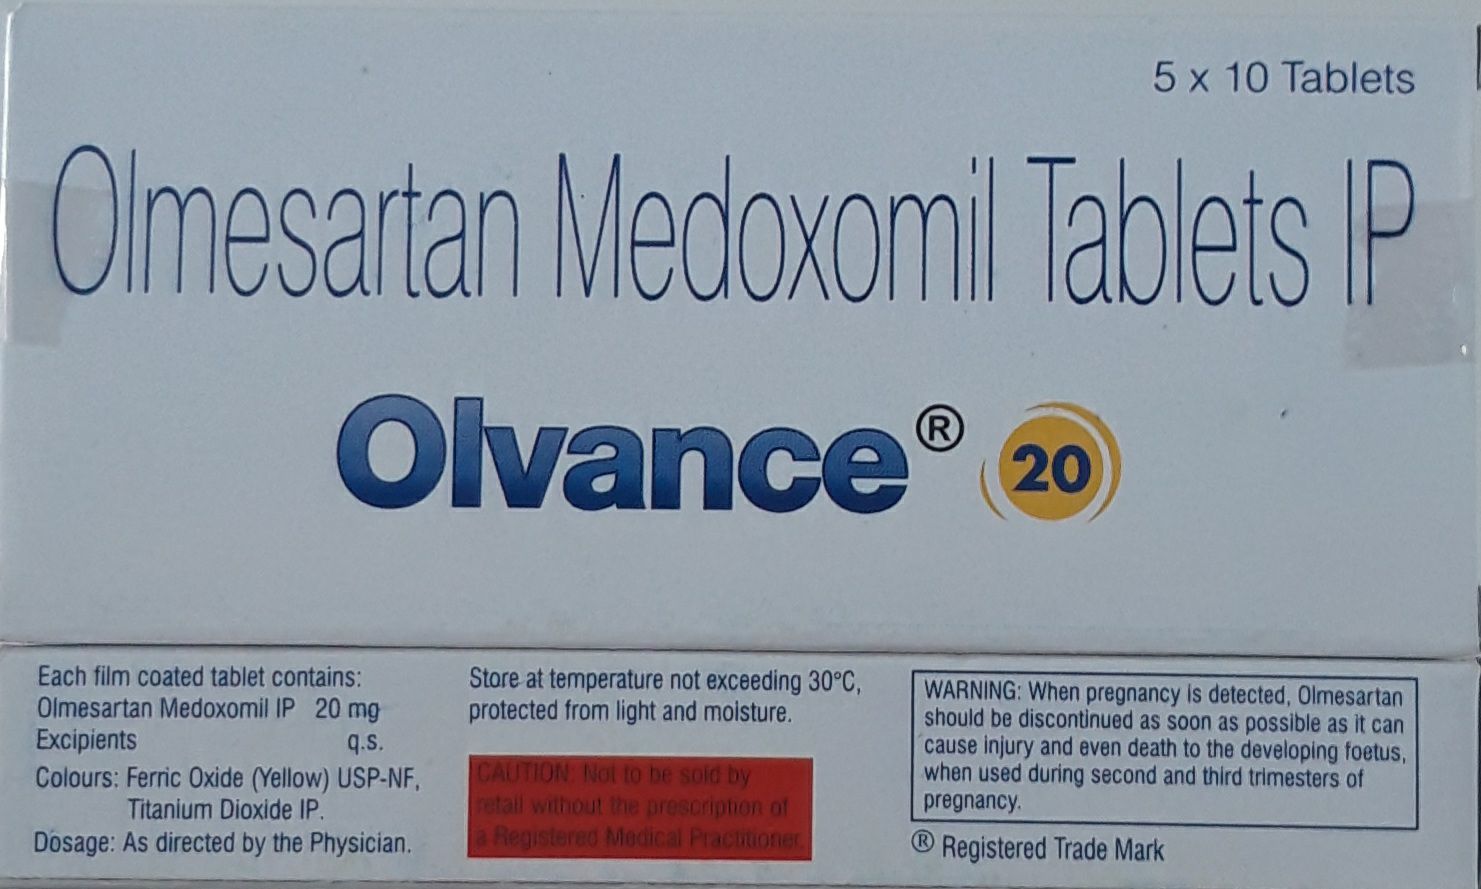 5 x 10 Tablets
Olmesartan Medoxomil Tablets IP
Olvance® 20
Each film coated tablet contains:
Olmesartan Medoxomil IP 20 mg
Excipients q.s.
Colours: Ferric Oxide (Yellow) USP-NF,
Titanium Dioxide IP.
Dosage: As directed by the Physician.
Store at temperature not exceeding 30°C,
protected from light and moisture.
CAUTION: Not to be sold by
retail without the prescription of
a Registered Medical Practitioner.
WARNING: When pregnancy is detected, Olmesartan
should be discontinued as soon as possible as it can
cause injury and even death to the developing foetus,
when used during second and third trimesters of
pregnancy.
® Registered Trade Mark